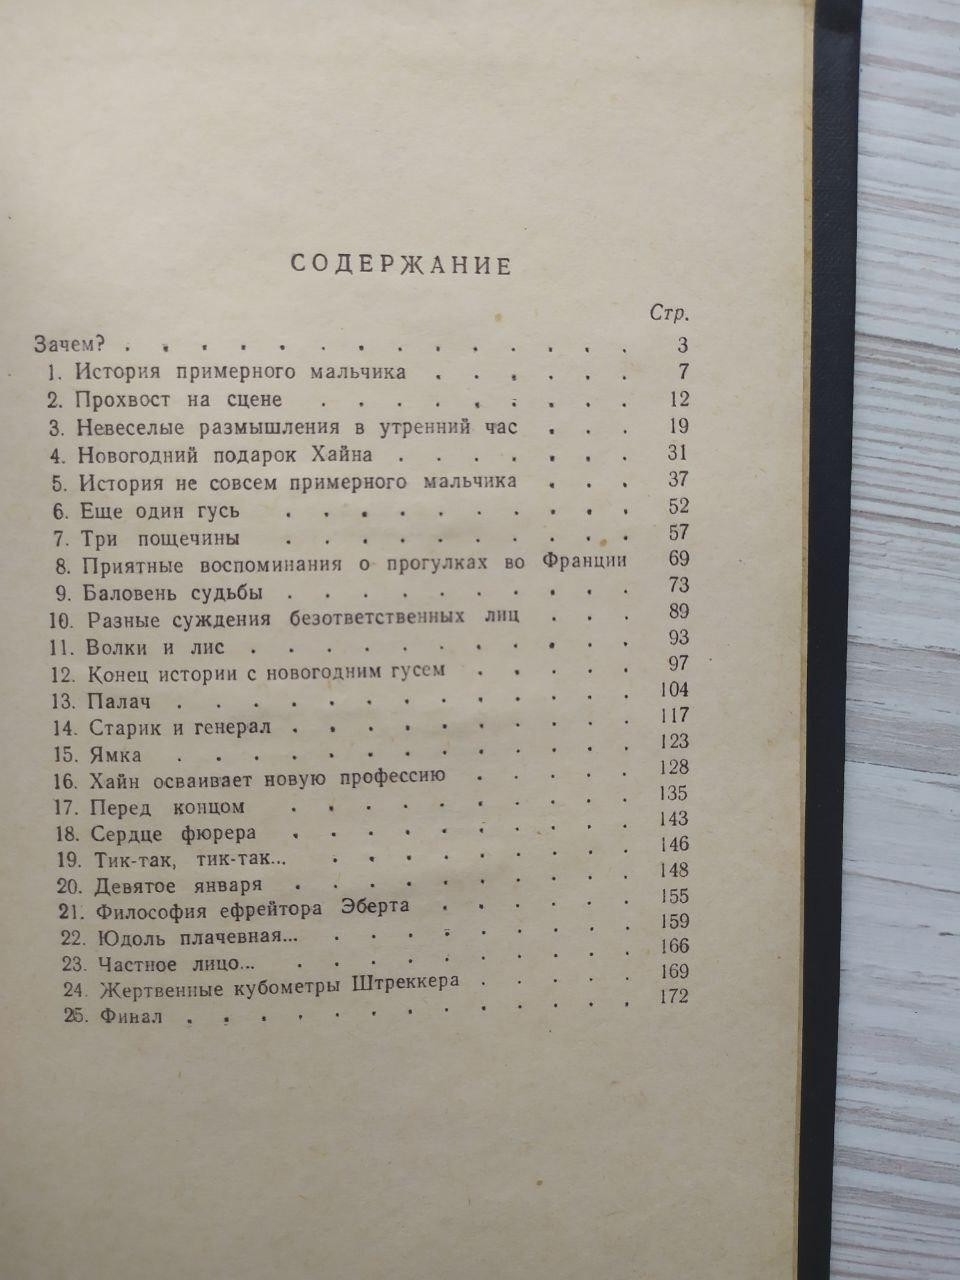 СОДЕРЖАНИЕ
Стр.
Зачем? . . . . . . . . . . . . . . 3
1. История примерного мальчика . . . . . . 7
2. Прохвост на сцене . . . . . . . . . 12
3. Невеселые размышления в утренний час . . . 19
4. Новогодний подарок Хайна . . . . . . . 31
5. История не совсем примерного мальчика . . . 37
6. Еще один гусь . . . . . . . . . . 52
7. Три пощечины . . . . . . . . . . 57
8. Приятные воспоминания о прогулках во Франции 69
9. Баловень судьбы . . . . . . . . . . 73
10. Разные суждения безответственных лиц . . . 89
11. Волки и лис . . . . . . . . . . . 93
12. Конец истории с новогодним гусем . . . . . 97
13. Палач . . . . . . . . . . . . . 104
14. Старик и генерал . . . . . . . . . . 117
15. Ямка . . . . . . . . . . . . . 123
16. Хайн осваивает новую профессию . . . . . 128
17. Перед концом . . . . . . . . . . 135
18. Сердце фюрера . . . . . . . . . . 143
19. Тик-так, тик-так... . . . . . . . . . 146
20. Девятое января . . . . . . . . . . 148
21. Философия ефрейтора Эберта . . . . . . 155
22. Юдоль плачевная... . . . . . . . . . 159
23. Частное лицо... . . . . . . . . . . 166
24. Жертвенные кубометры Штреккера . . . . . 169
25. Финал . . . . . . . . . . . . . 172